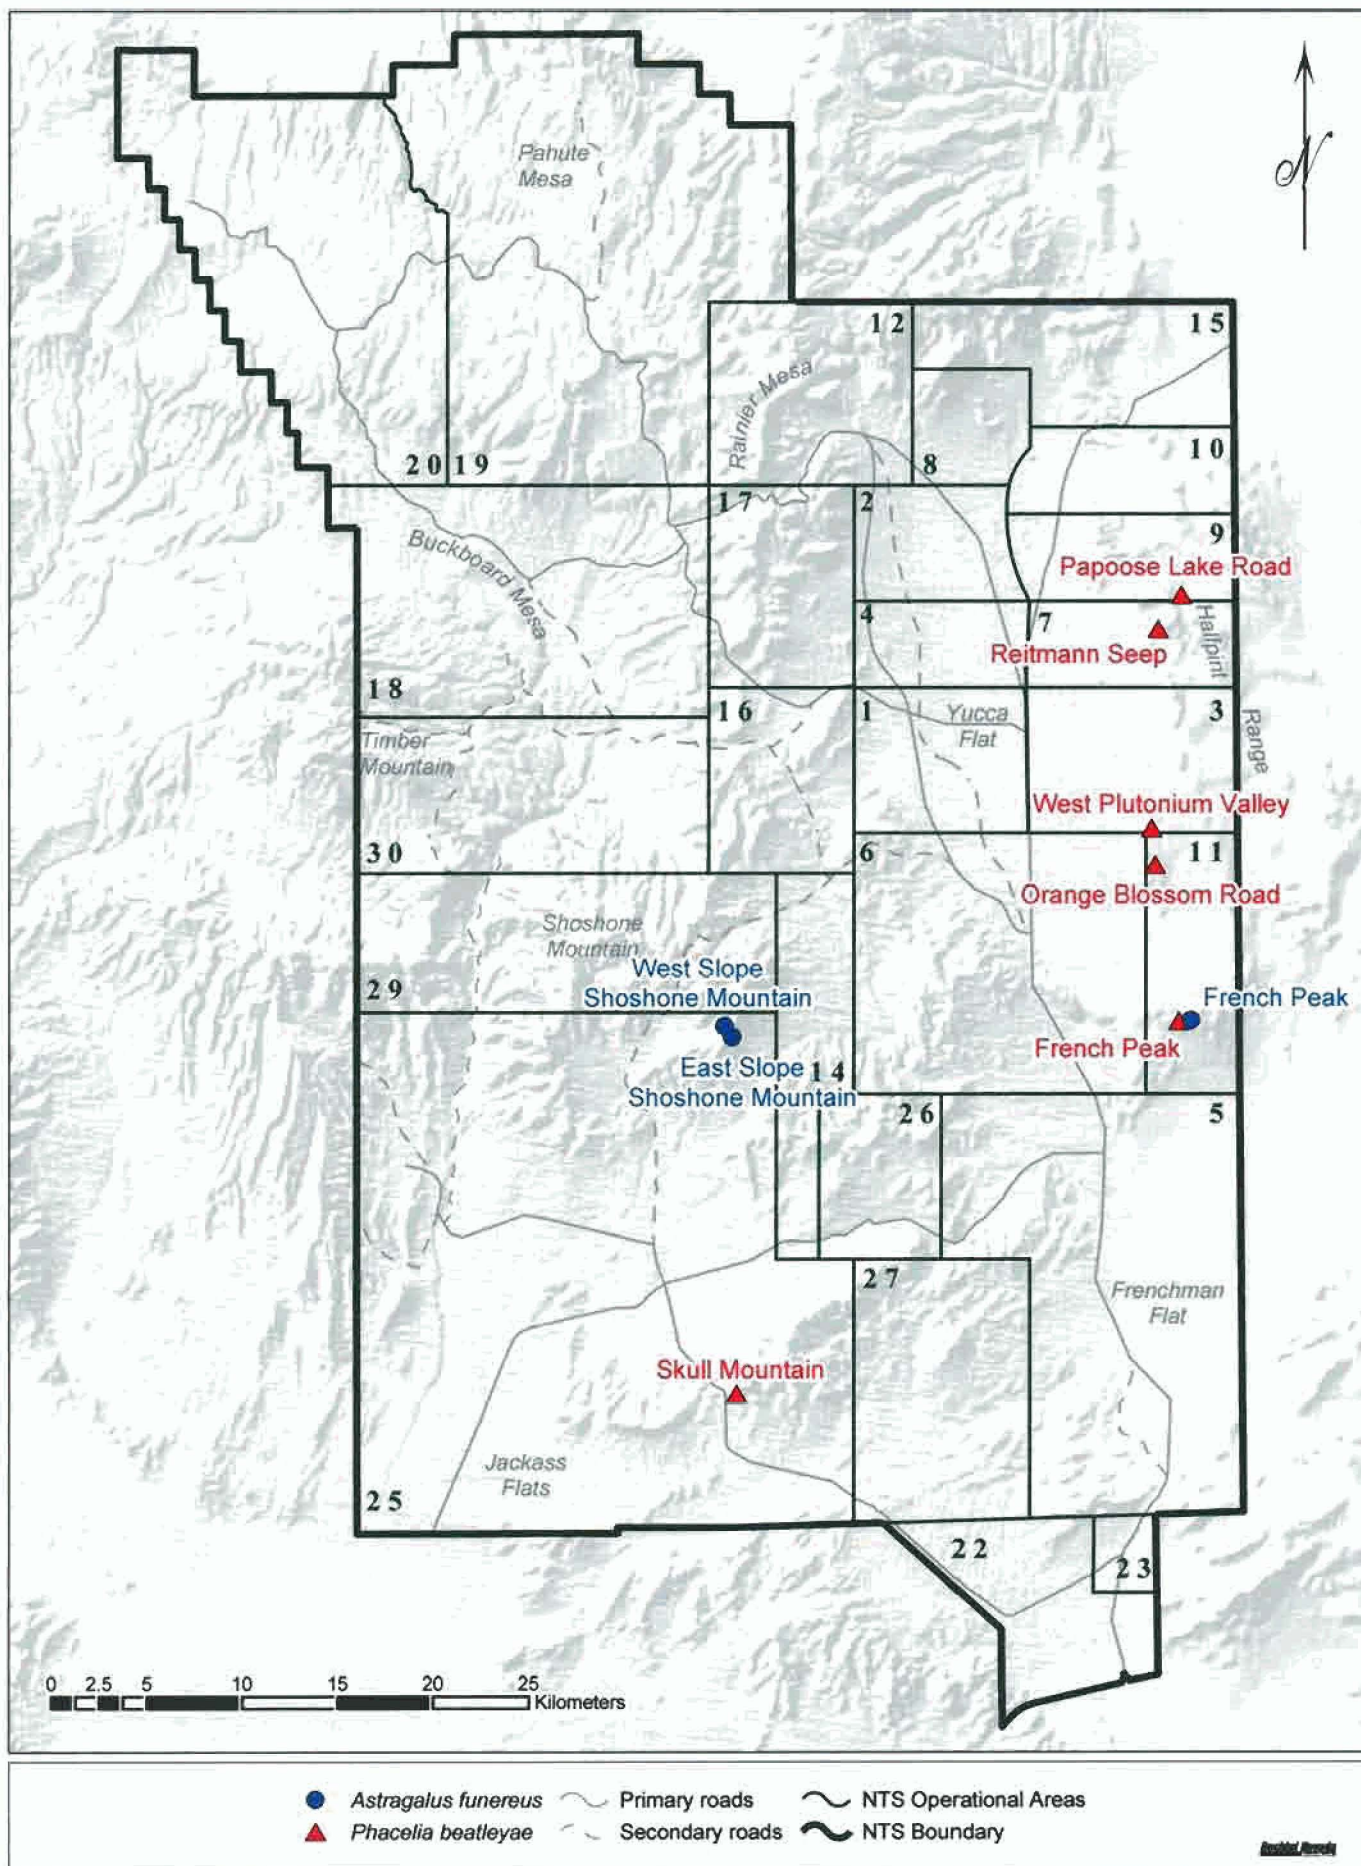 Pahute
Mesa
N
12
15
Rainier Mesa
10
20
19
8
17
2
9
Buckboard Mesa
Papoose Lake Road
4
7
Halfpint
Reitmann Seep
18
16
1
Yucca
Flat
3
Range
Timber
Mountain
West Plutonium Valley
30
6
11
Orange Blossom Road
Shoshone
Mountain
West Slope
Shoshone Mountain
29
French Peak
French Peak
East Slope
Shoshone Mountain
14
26
5
27
Frenchman
Flat
Skull Mountain
Jackass
Flats
25
22
23
0 2.5 5 10 15 20 25
Kilometers
Astragalus funereus Primary roads NTS Operational Areas
Phacelia beatleyae Secondary roads NTS Boundary